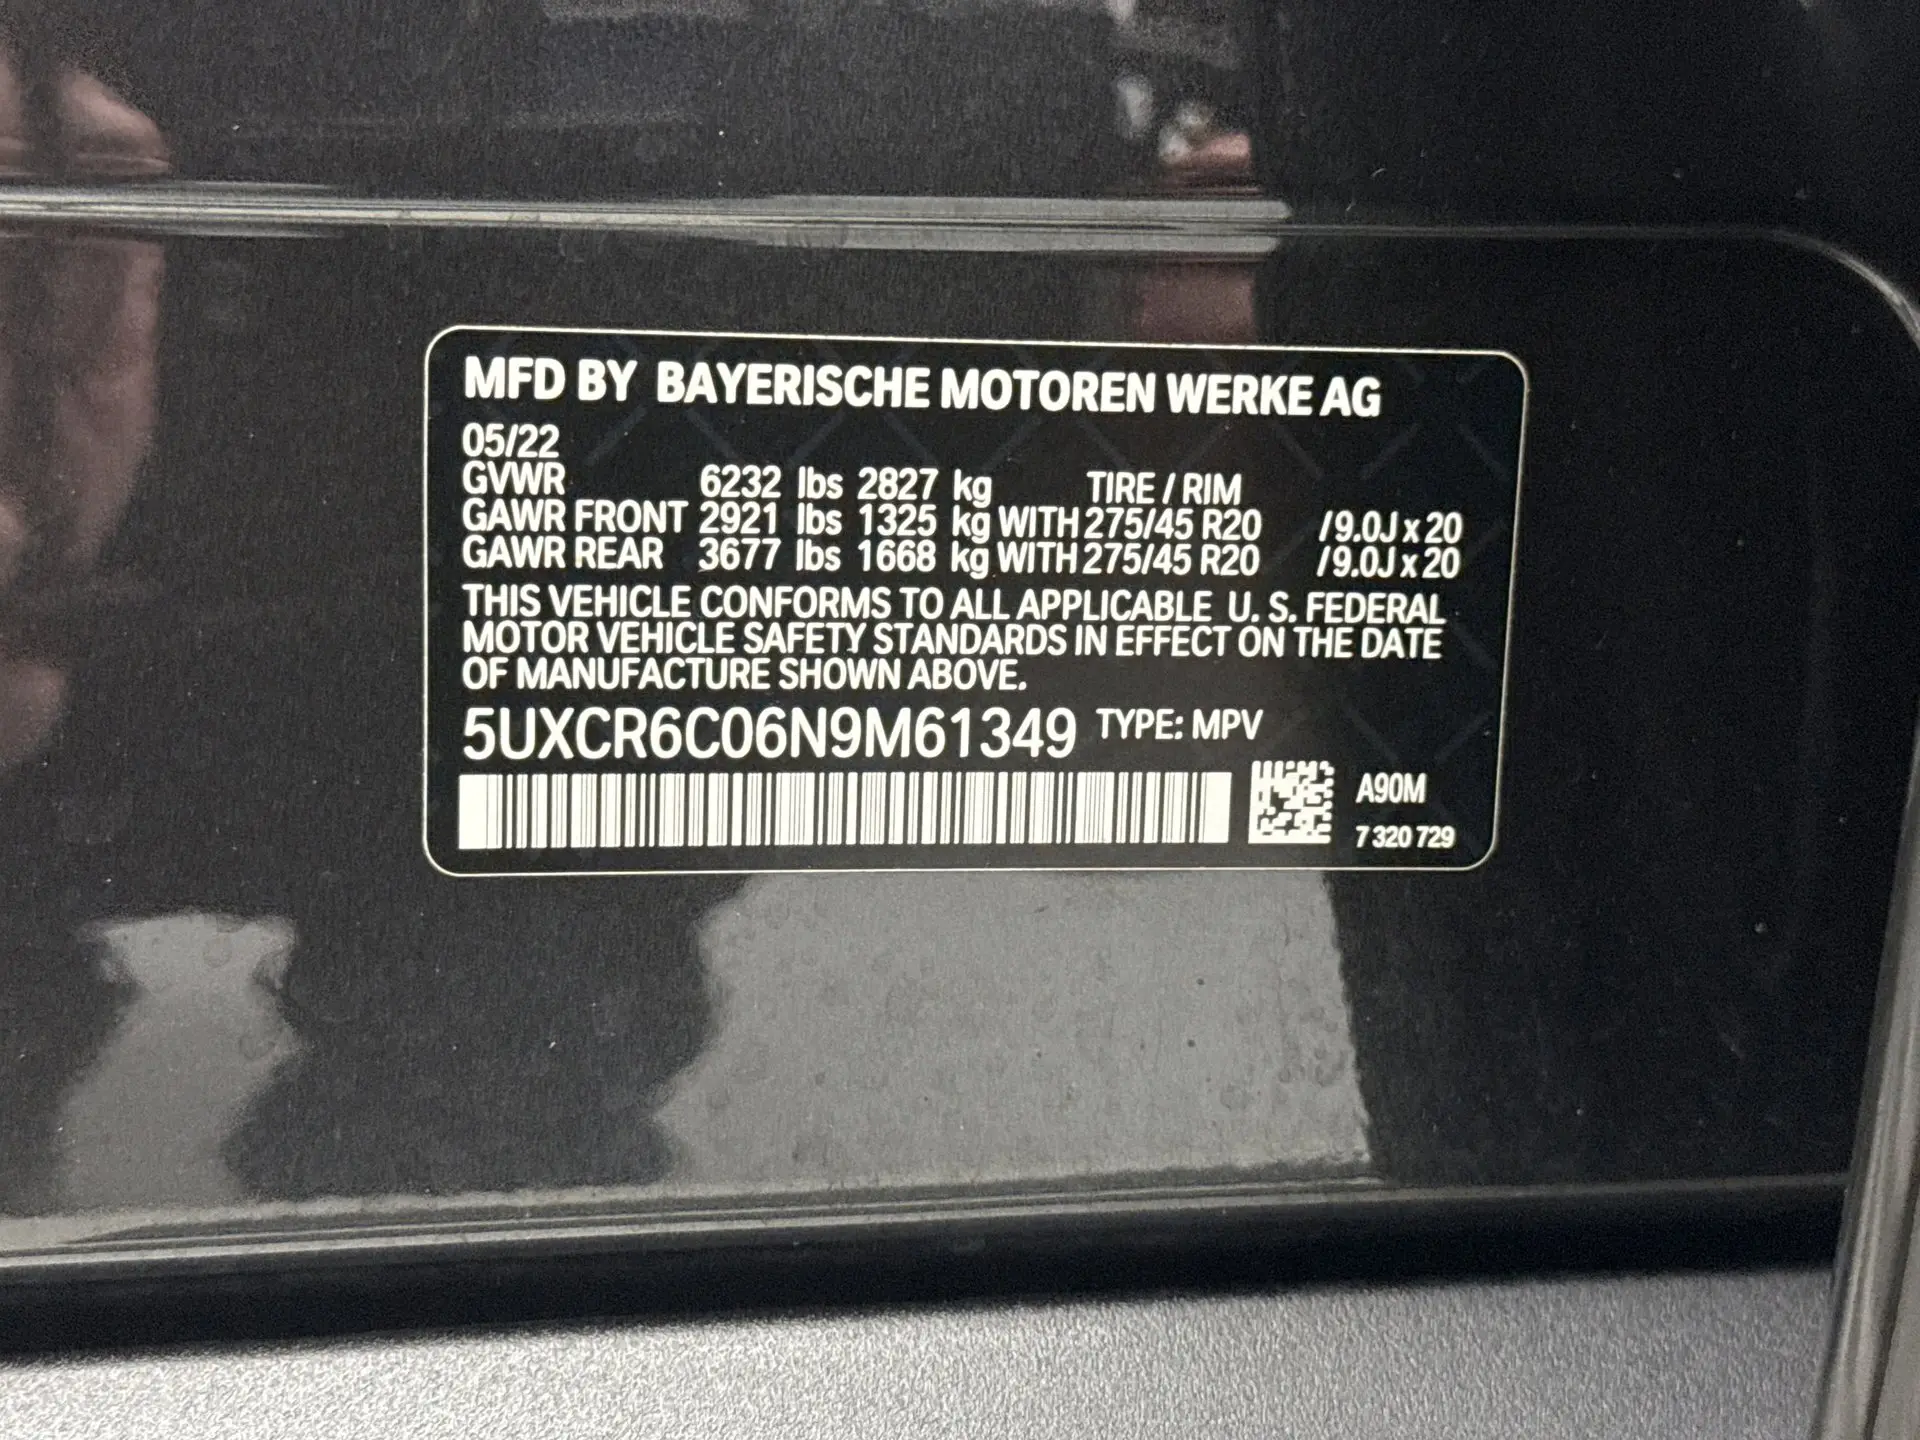 MFD BY BAYERISCHE MOTOREN WERKE AG
05/22
GVWR 6232 lbs 2827 kg TIRE / RIM
GAWR FRONT 2921 lbs 1325 kg WITH 275/45 R20 /9.0J x 20
GAWR REAR 3677 lbs 1668 kg WITH 275/45 R20 /9.0J x 20
THIS VEHICLE CONFORMS TO ALL APPLICABLE U. S. FEDERAL
MOTOR VEHICLE SAFETY STANDARDS IN EFFECT ON THE DATE
OF MANUFACTURE SHOWN ABOVE.
5UXCR6C06N9M61349 TYPE: MPV
A90M
7 320 729